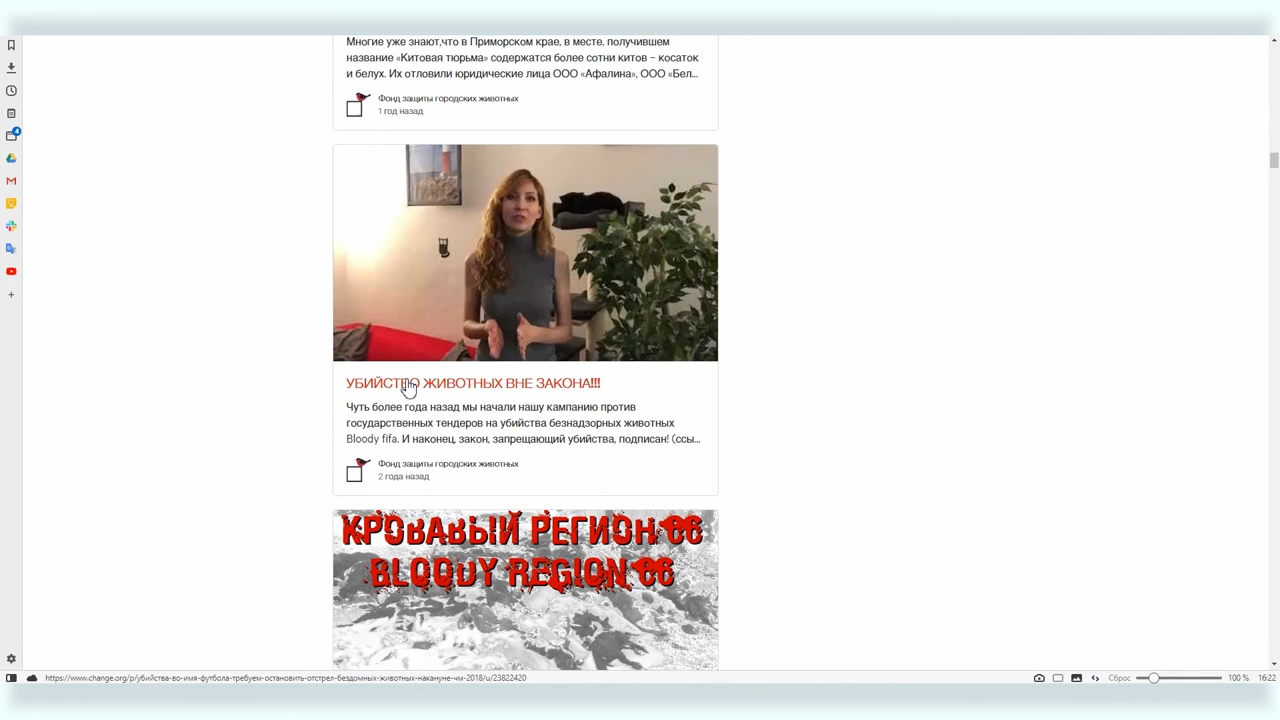 Многие уже знают,что в Приморском крае, в месте, получившем
название «Китовая тюрьма» содержатся более сотни китов – косаток
и белух. Их отловили юридические лица ООО «Афалина», ООО «Бел...
Фонд защиты городских животных
1 год назад
УБИЙСТВО ЖИВОТНЫХ ВНЕ ЗАКОНА!!!
Чуть более года назад мы начали нашу кампанию против
государственных тендеров на убийства безнадзорных животных
Bloody fifa. И наконец, закон, запрещающий убийства, подписан! (ссы...
Фонд защиты городских животных
2 года назад
КРОВАВЫЙ РЕГИОН 66
BLOODY REGION 66
4
https://www.change.org/p/убийства-во-имя-футбола-требуем-остановить-отстрел-бездомных-животных-накануне-чм-2018/u/23822420
Сброс
100 %
16:22